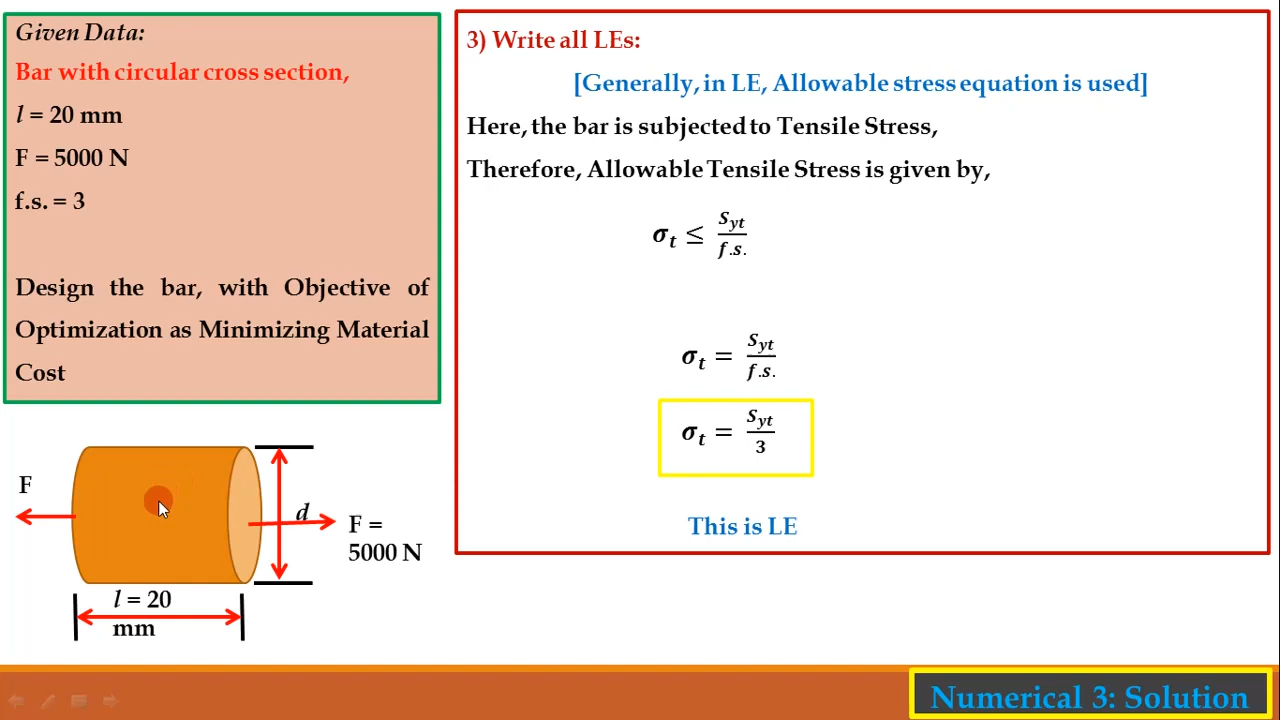 Given Data:
Bar with circular cross section,
l = 20 mm
F = 5000 N
f.s. = 3
Design the bar, with Objective of
Optimization as Minimizing Material
Cost
F
d
F =
5000 N
l = 20
mm
3) Write all LEs:
[Generally, in LE, Allowable stress equation is used]
Here, the bar is subjected to Tensile Stress,
Therefore, Allowable Tensile Stress is given by,
σt ≤ Syt / f.s.
σt = Syt / f.s.
σt = Syt / 3
This is LE
Numerical 3: Solution